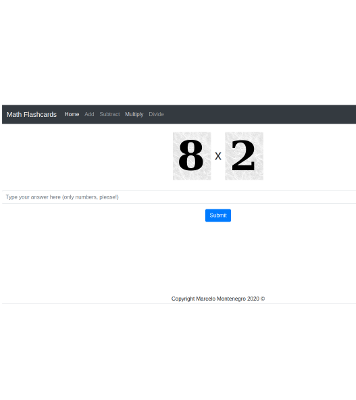 Math Flashcards Home Add Subtract Multiply Divide
8 x 2
Type your answer here (only numbers, please!)
Submit
Copyright Marcelo Montenegro 2020 ©